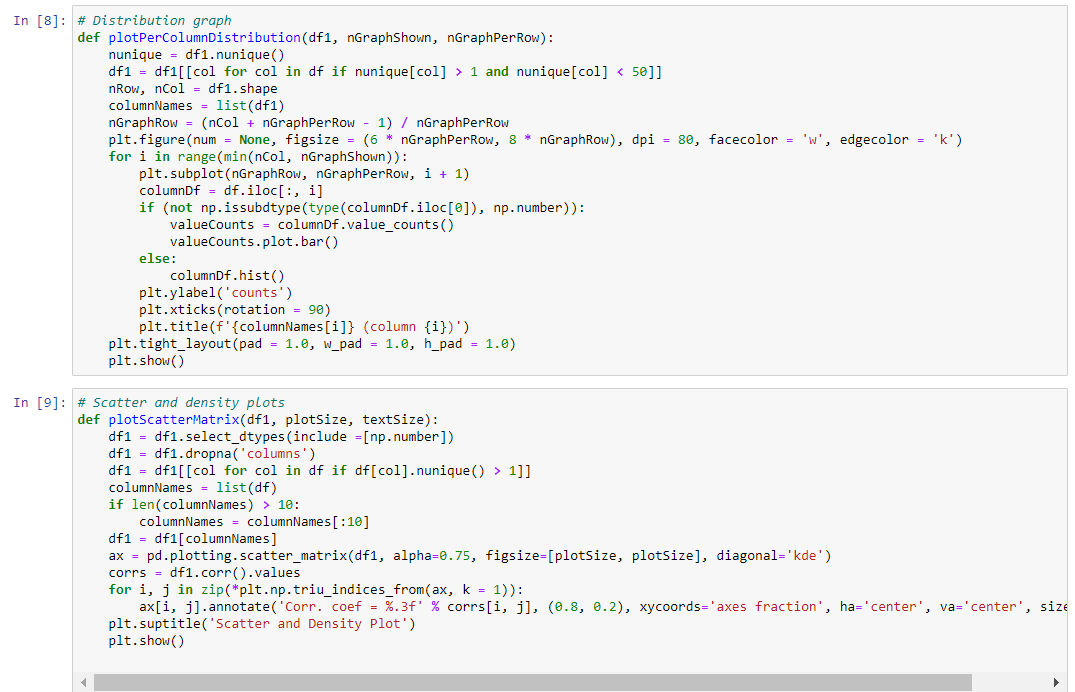 In [8]:
# Distribution graph
def plotPerColumnDistribution(df1, nGraphShown, nGraphPerRow):
    nunique = df1.nunique()
    df1 = df1[[col for col in df if nunique[col] > 1 and nunique[col] < 50]]
    nRow, nCol = df1.shape
    columnNames = list(df1)
    nGraphRow = (nCol + nGraphPerRow - 1) / nGraphPerRow
    plt.figure(num = None, figsize = (6 * nGraphPerRow, 8 * nGraphRow), dpi = 80, facecolor = 'w', edgecolor = 'k')
    for i in range(min(nCol, nGraphShown)):
        plt.subplot(nGraphRow, nGraphPerRow, i + 1)
        columnDf = df.iloc[:, i]
        if (not np.issubdtype(type(columnDf.iloc[0]), np.number)):
            valueCounts = columnDf.value_counts()
            valueCounts.plot.bar()
        else:
            columnDf.hist()
        plt.ylabel('counts')
        plt.xticks(rotation = 90)
        plt.title(f'{columnNames[i]} (column {i})')
    plt.tight_layout(pad = 1.0, w_pad = 1.0, h_pad = 1.0)
    plt.show()
In [9]:
# Scatter and density plots
def plotScatterMatrix(df1, plotSize, textSize):
    df1 = df1.select_dtypes(include =[np.number])
    df1 = df1.dropna('columns')
    df1 = df1[[col for col in df if df[col].nunique() > 1]]
    columnNames = list(df)
    if len(columnNames) > 10:
        columnNames = columnNames[:10]
    df1 = df1[columnNames]
    ax = pd.plotting.scatter_matrix(df1, alpha=0.75, figsize=[plotSize, plotSize], diagonal='kde')
    corrs = df1.corr().values
    for i, j in zip(*plt.np.triu_indices_from(ax, k = 1)):
        ax[i, j].annotate('Corr. coef = %.3f' % corrs[i, j], (0.8, 0.2), xycoords='axes fraction', ha='center', va='center', size
    plt.suptitle('Scatter and Density Plot')
    plt.show()